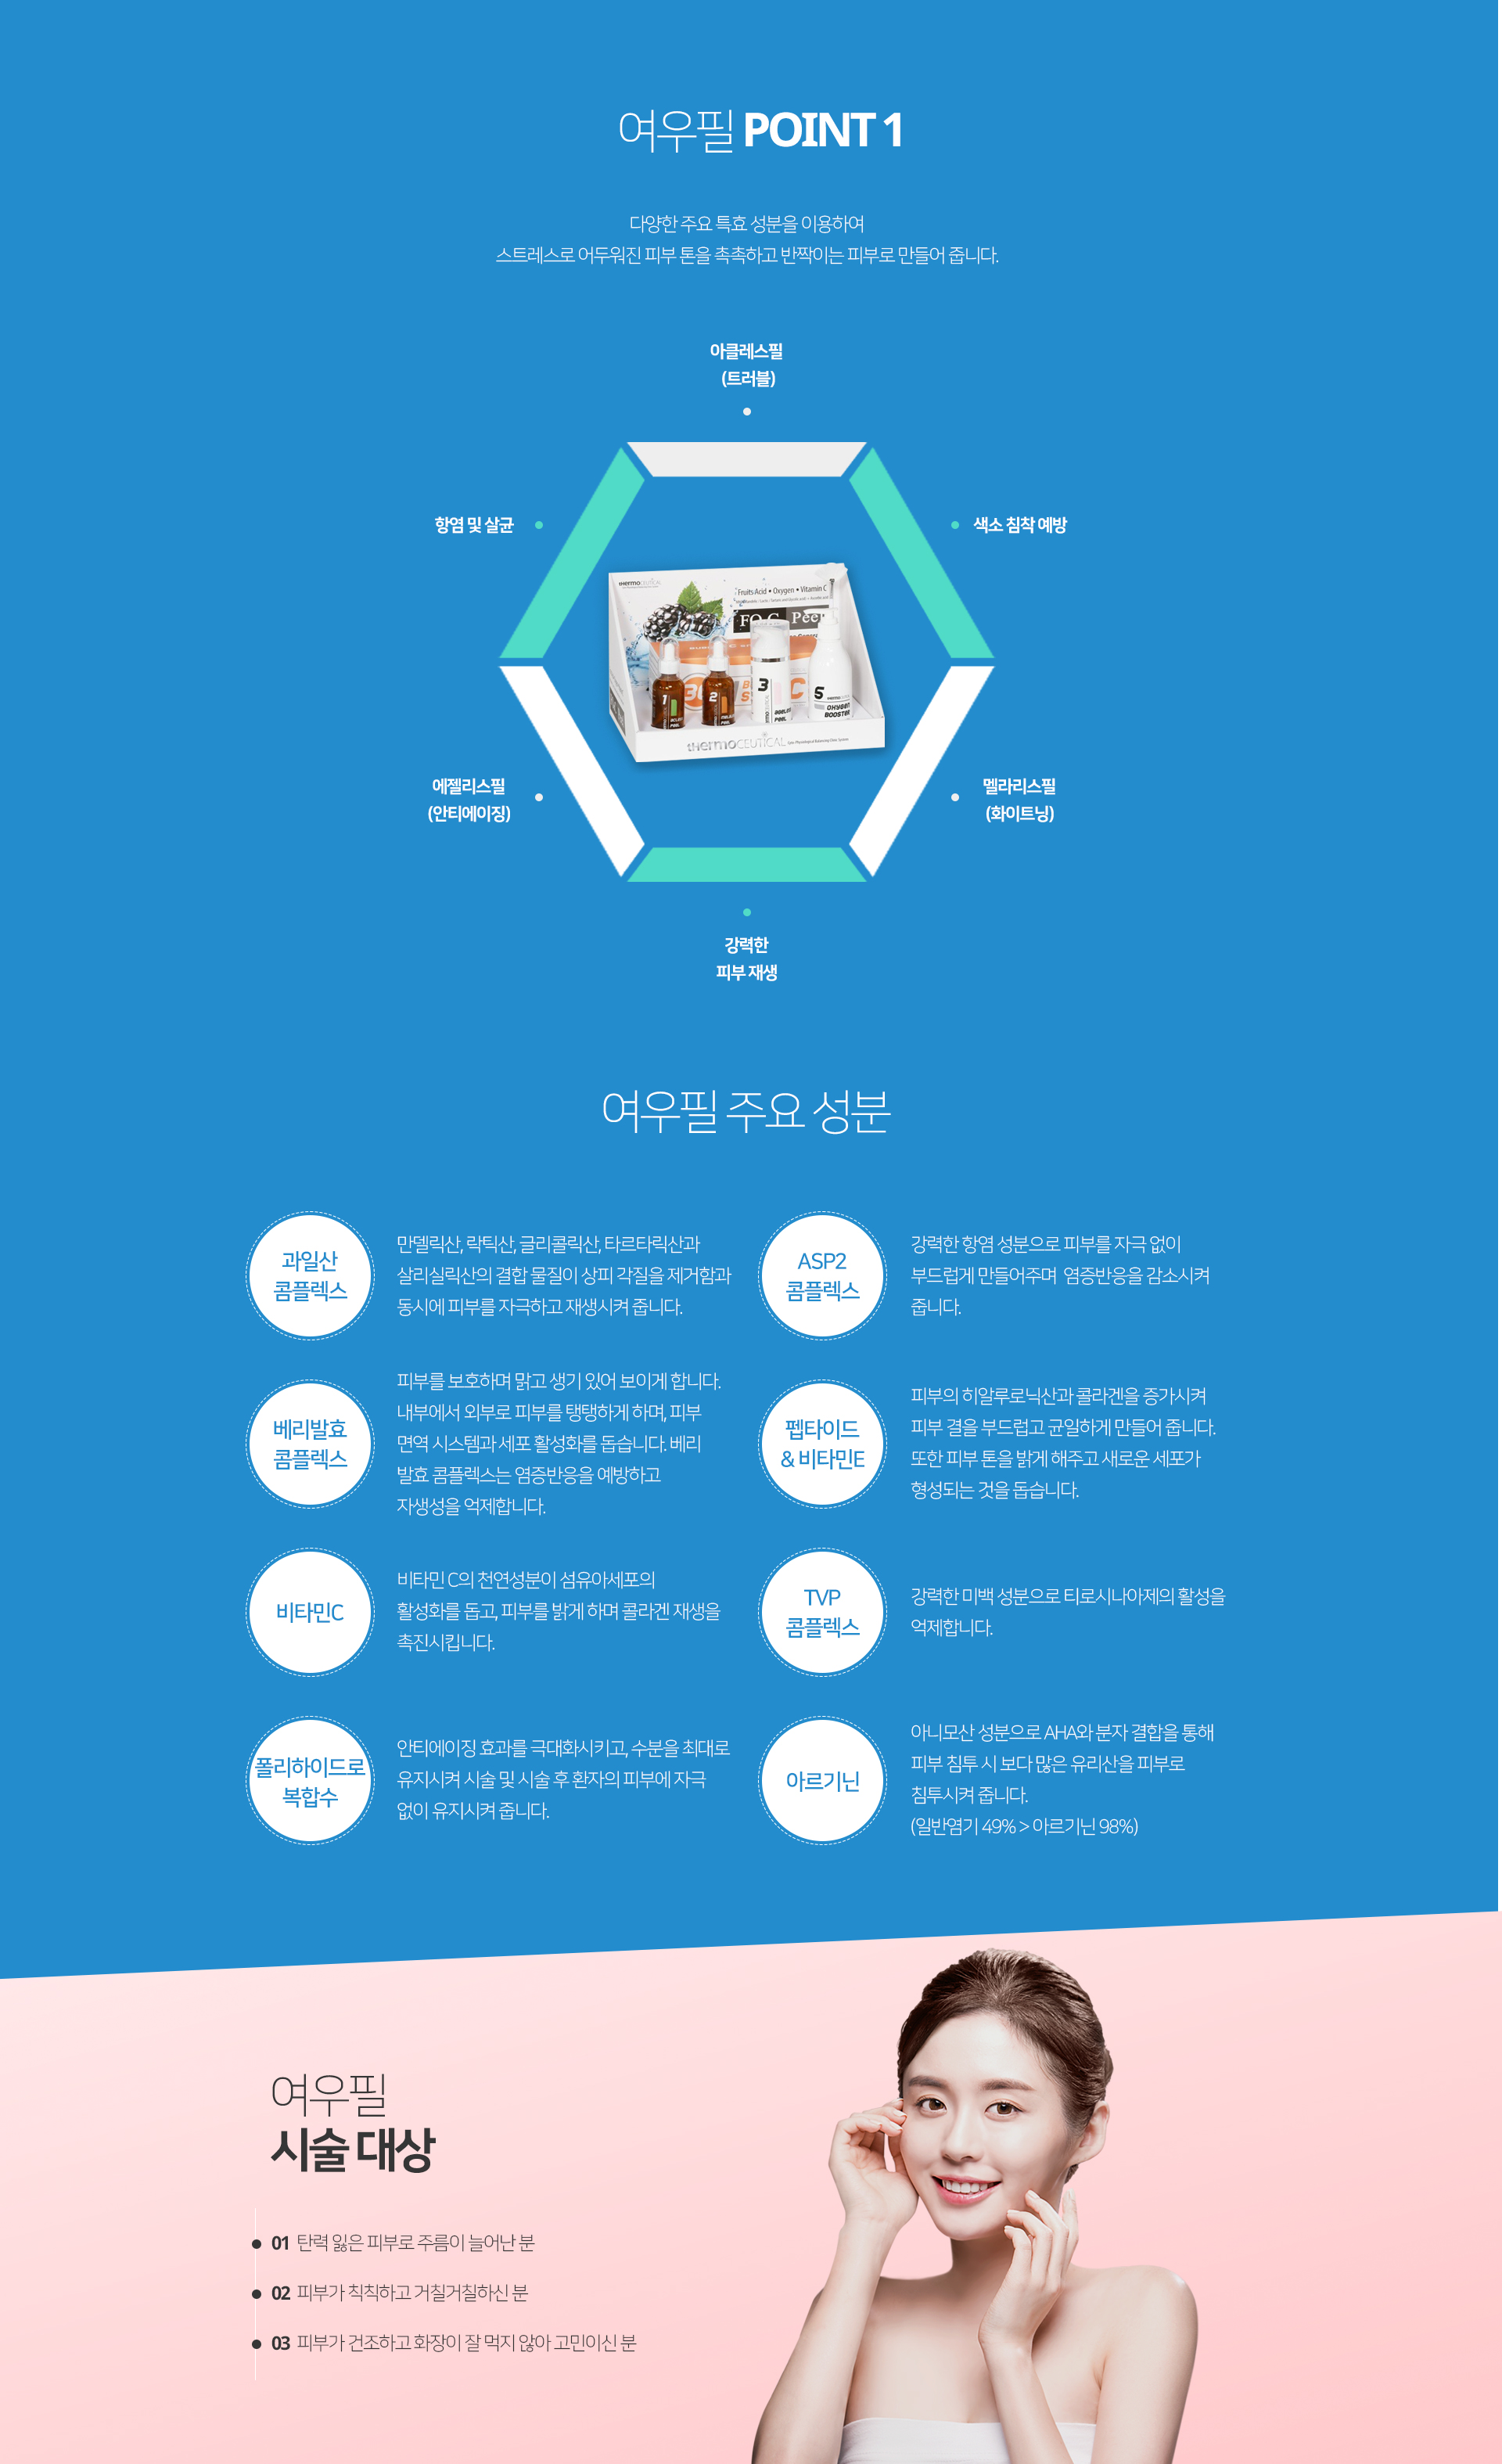 여우필 POINT 1
다양한 주요 특효 성분을 이용하여
스트레스로 어두워진 피부 톤을 촉촉하고 반짝이는 피부로 만들어 줍니다.
아클레스필
(트러블)
항염 및 살균
색소 침착 예방
tHermoCEUTICAL
Fruits Acid • Oxygen • Vitamin C
Peel
1
2
3
5
PEEL
OXYGEN
BOOSTER
tHermoCEUTICAL
에젤리스필
(안티에이징)
멜라리스필
(화이트닝)
강력한
피부 재생
여우필 주요 성분
과일산
콤플렉스
만델릭산, 락틱산, 글리콜릭산, 타르타릭산과
살리실릭산의 결합 물질이 상피 각질을 제거함과
동시에 피부를 자극하고 재생시켜 줍니다.
ASP2
콤플렉스
강력한 항염 성분으로 피부를 자극 없이
부드럽게 만들어주며 염증반응을 감소시켜
줍니다.
베리발효
콤플렉스
피부를 보호하며 맑고 생기 있어 보이게 합니다.
내부에서 외부로 피부를 탱탱하게 하며, 피부
면역 시스템과 세포 활성화를 돕습니다. 베리
발효 콤플렉스는 염증반응을 예방하고
자생성을 억제합니다.
펩타이드
& 비타민E
피부의 히알루로닉산과 콜라겐을 증가시켜
피부 결을 부드럽고 균일하게 만들어 줍니다.
또한 피부 톤을 밝게 해주고 새로운 세포가
형성되는 것을 돕습니다.
비타민C
비타민 C의 천연성분이 섬유아세포의
활성화를 돕고, 피부를 밝게 하며 콜라겐 재생을
촉진시킵니다.
TVP
콤플렉스
강력한 미백 성분으로 티로시나아제의 활성을
억제합니다.
폴리하이드로
복합수
안티에이징 효과를 극대화시키고, 수분을 최대로
유지시켜 시술 및 시술 후 환자의 피부에 자극
없이 유지시켜 줍니다.
아르기닌
아니모산 성분으로 AHA와 분자 결합을 통해
피부 침투 시 보다 많은 유리산을 피부로
침투시켜 줍니다.
(일반염기 49% > 아르기닌 98%)
여우필
시술 대상
01 탄력 잃은 피부로 주름이 늘어난 분
02 피부가 칙칙하고 거칠거칠하신 분
03 피부가 건조하고 화장이 잘 먹지 않아 고민이신 분